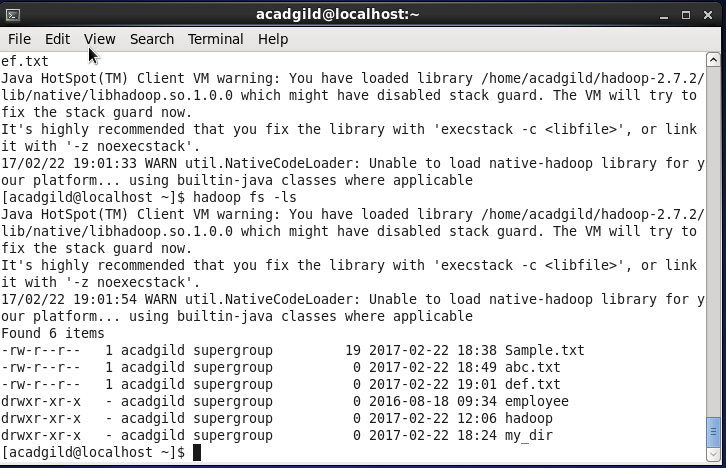 acadgild@localhost:~
File Edit View Search Terminal Help
ef.txt
Java HotSpot(TM) Client VM warning: You have loaded library /home/acadgild/hadoop-2.7.2/
lib/native/libhadoop.so.1.0.0 which might have disabled stack guard. The VM will try to
fix the stack guard now.
It's highly recommended that you fix the library with 'execstack -c <libfile>', or link
it with '-z noexecstack'.
17/02/22 19:01:33 WARN util.NativeCodeLoader: Unable to load native-hadoop library for y
our platform... using builtin-java classes where applicable
[acadgild@localhost ~]$ hadoop fs -ls
Java HotSpot(TM) Client VM warning: You have loaded library /home/acadgild/hadoop-2.7.2/
lib/native/libhadoop.so.1.0.0 which might have disabled stack guard. The VM will try to
fix the stack guard now.
It's highly recommended that you fix the library with 'execstack -c <libfile>', or link
it with '-z noexecstack'.
17/02/22 19:01:54 WARN util.NativeCodeLoader: Unable to load native-hadoop library for y
our platform... using builtin-java classes where applicable
Found 6 items
-rw-r--r--   1 acadgild supergroup         19 2017-02-22 18:38 Sample.txt
-rw-r--r--   1 acadgild supergroup          0 2017-02-22 18:49 abc.txt
-rw-r--r--   1 acadgild supergroup          0 2017-02-22 19:01 def.txt
drwxr-xr-x   - acadgild supergroup          0 2016-08-18 09:34 employee
drwxr-xr-x   - acadgild supergroup          0 2017-02-22 12:06 hadoop
drwxr-xr-x   - acadgild supergroup          0 2017-02-22 18:24 my_dir
[acadgild@localhost ~]$